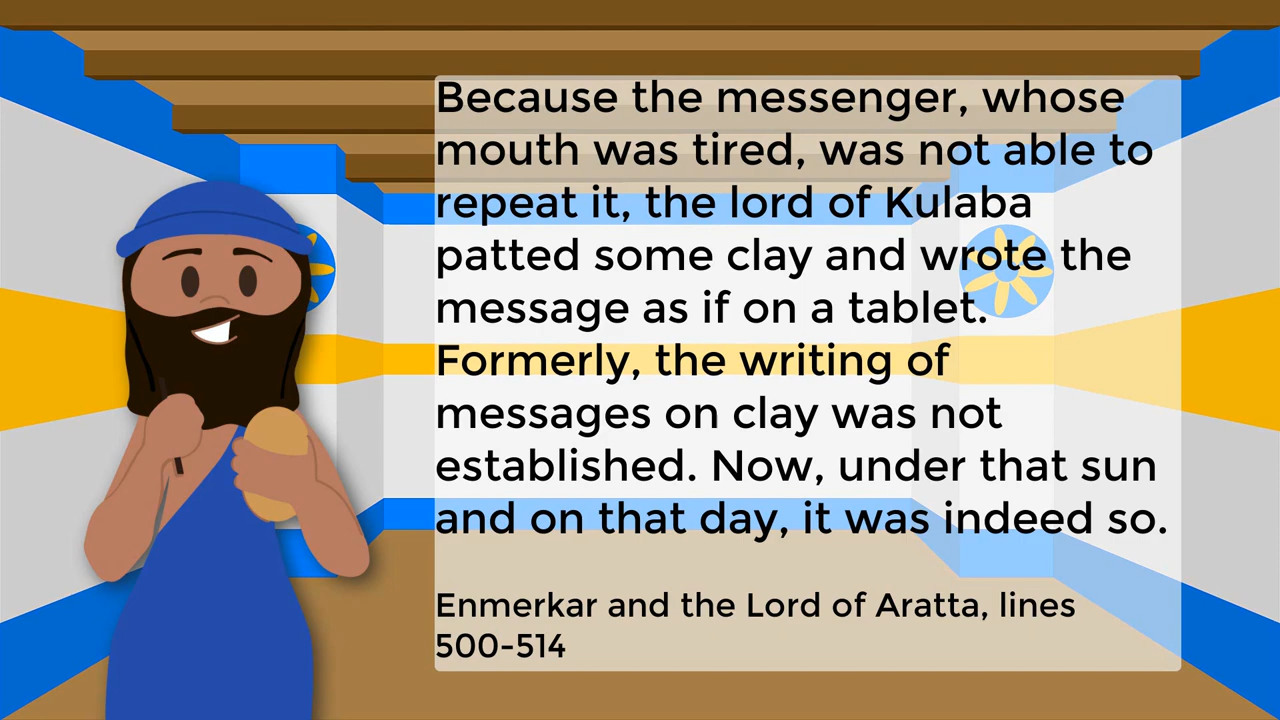 Because the messenger, whose
mouth was tired, was not able to
repeat it, the lord of Kulaba
patted some clay and wrote the
message as if on a tablet.
Formerly, the writing of
messages on clay was not
established. Now, under that sun
and on that day, it was indeed so.
Enmerkar and the Lord of Aratta, lines
500-514